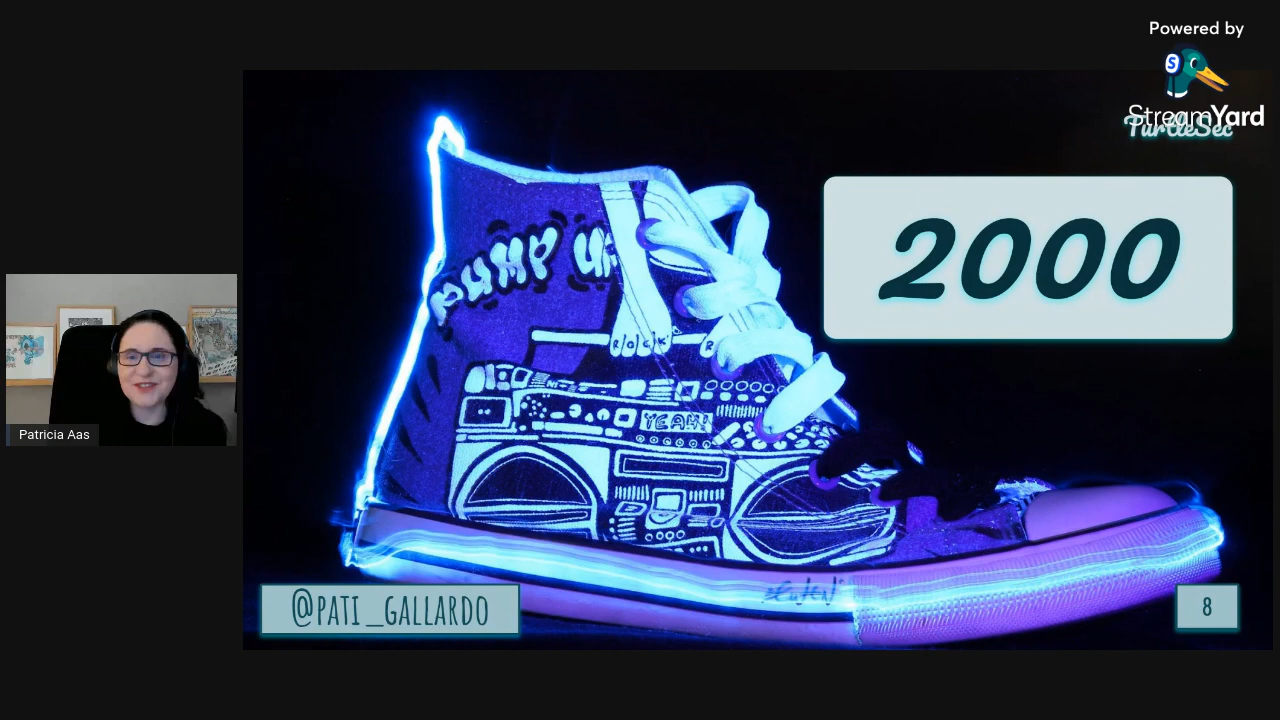 Powered by
StreamYard
TurtleSec
2000
PUMP UP
ROCK
YEAH!
@PATI_GALLARDO
8
Patricia Aas